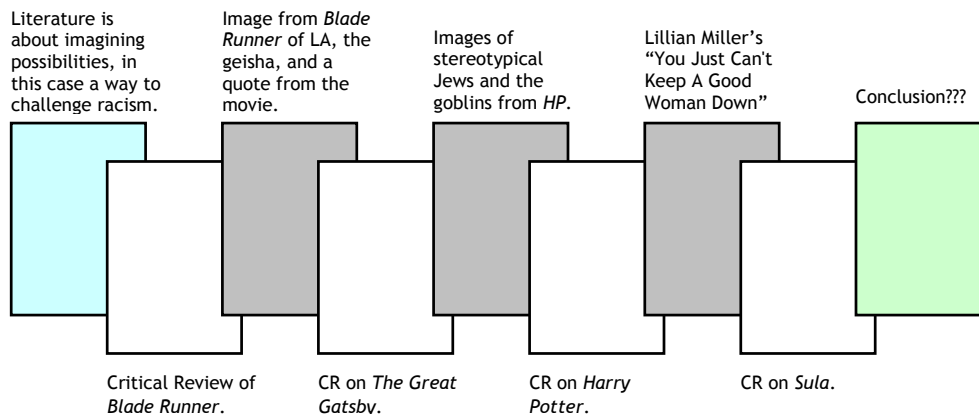 Literature is
about imagining
possibilities, in
this case a way to
challenge racism.
Image from Blade
Runner of LA, the
geisha, and a
quote from the
movie.
Images of
stereotypical
Jews and the
goblins from HP.
Lillian Miller’s
“You Just Can't
Keep A Good
Woman Down”
Conclusion???
Critical Review of
Blade Runner.
CR on The Great
Gatsby.
CR on Harry
Potter.
CR on Sula.